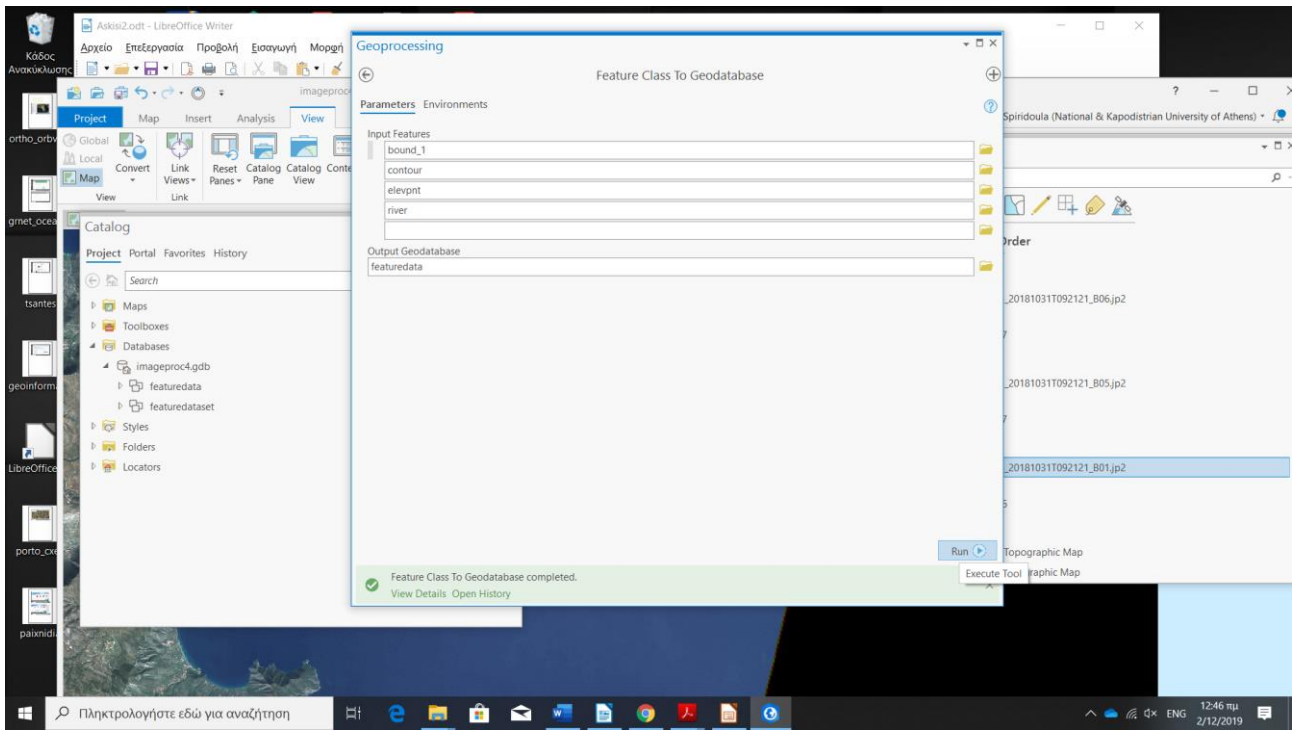 Κάδος
Ανακύκλωσης
ortho_orbv
grnet_ocea
tsantes
geoinform.
LibreOffice
porto_cxe
paixnidi.
Askisi2.odt - LibreOffice Writer
Αρχείο Επεξεργασία Προβολή Εισαγωγή Μορφή
imageproc
Project Map Insert Analysis View
Global
Local
Map
Convert
Link
Views
Reset
Panes
Catalog
Pane
Catalog
View
Conte
View Link
Catalog
Project Portal Favorites History
Search
Maps
Toolboxes
Databases
imageproc4.gdb
featuredata
featuredataset
Styles
Folders
Locators
Geoprocessing
Feature Class To Geodatabase
Parameters Environments
Input Features
bound_1
contour
elevpnt
river
Output Geodatabase
featuredata
Run
Execute Tool
Feature Class To Geodatabase completed.
View Details Open History
Spiridoula (National & Kapodistrian University of Athens)
Order
_20181031T092121_B06.jp2
_20181031T092121_B05.jp2
_20181031T092121_B01.jp2
Topographic Map
raphic Map
Πληκτρολογήστε εδώ για αναζήτηση
ENG
12:46 πμ
2/12/2019